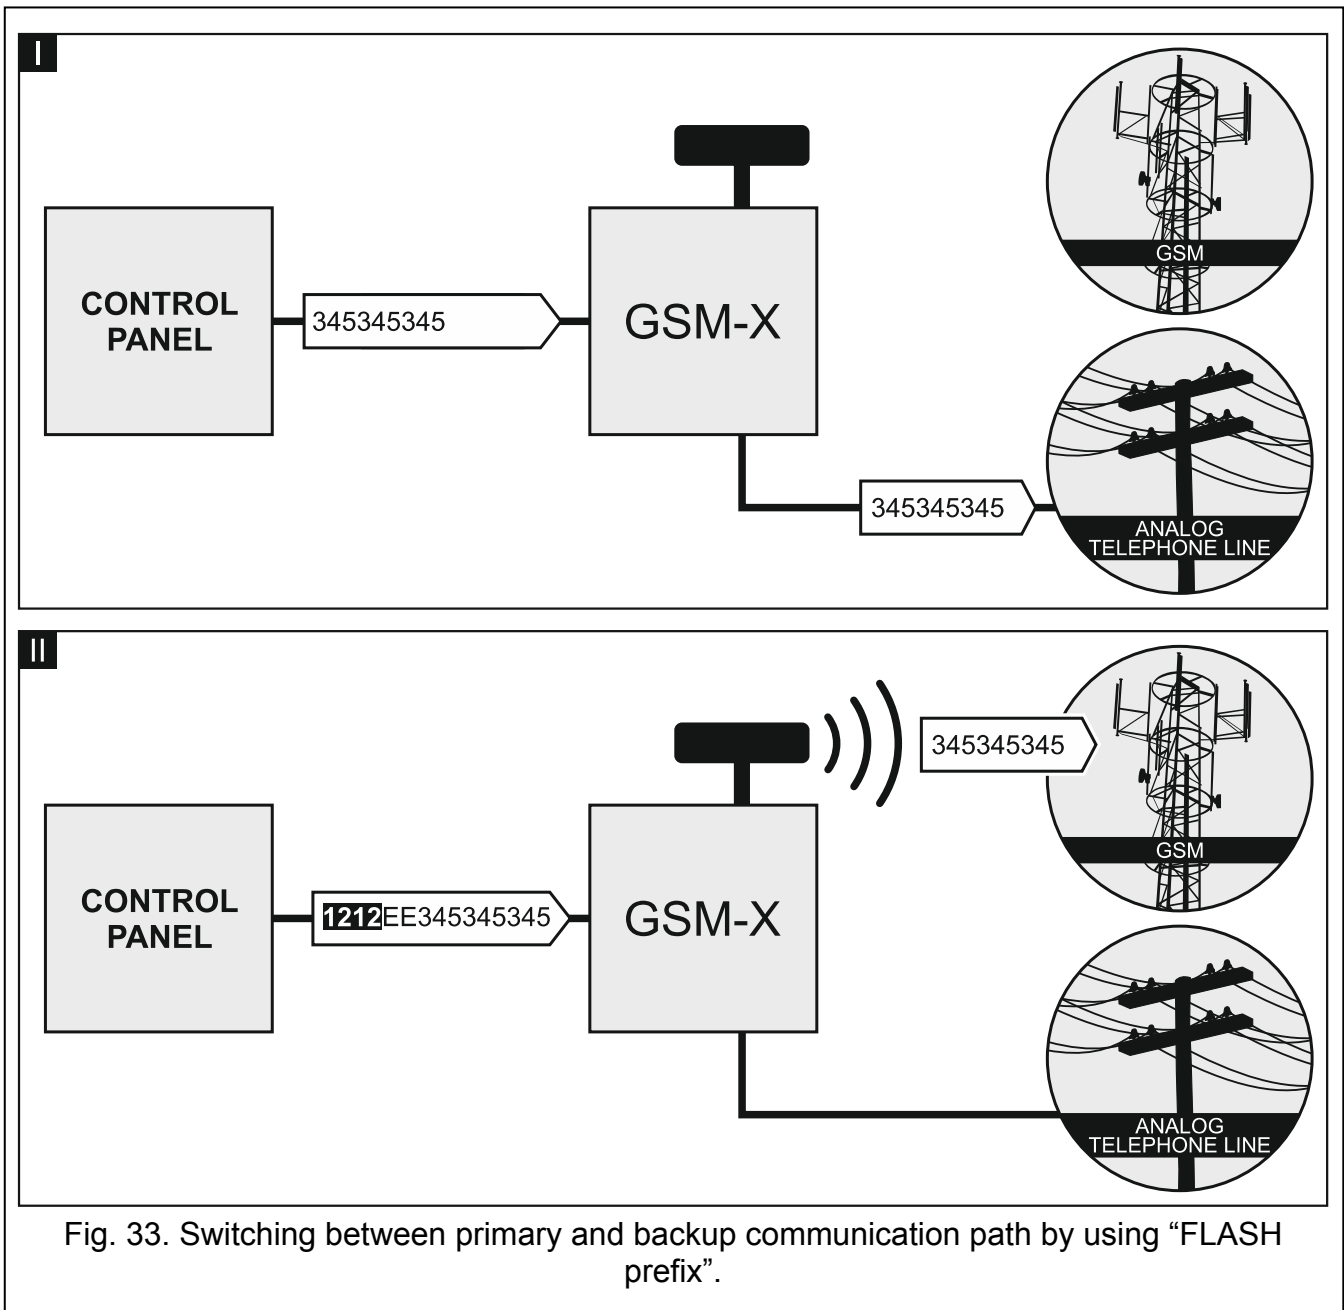 I
GSM
CONTROL
PANEL
345345345
GSM-X
345345345
ANALOG
TELEPHONE LINE
II
345345345
GSM
CONTROL
PANEL
1212EE345345345
GSM-X
ANALOG
TELEPHONE LINE
Fig. 33. Switching between primary and backup communication path by using “FLASH
prefix”.